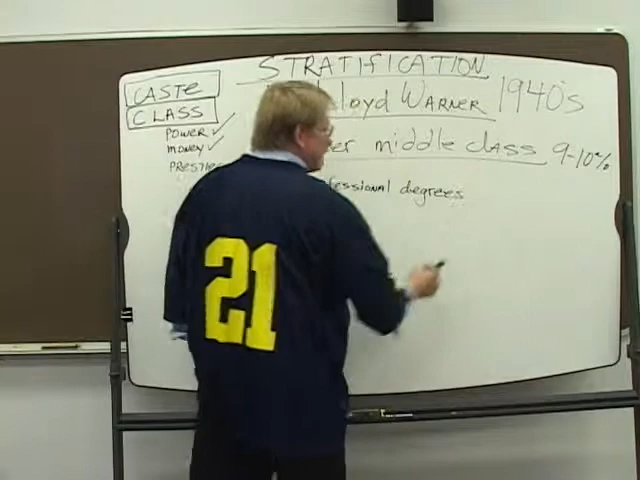 STRATIFICATION
CASTE
CLASS
POWER ✓
MONEY ✓
Lloyd WARNER 1940's
middle class 9-10%
degrees
21